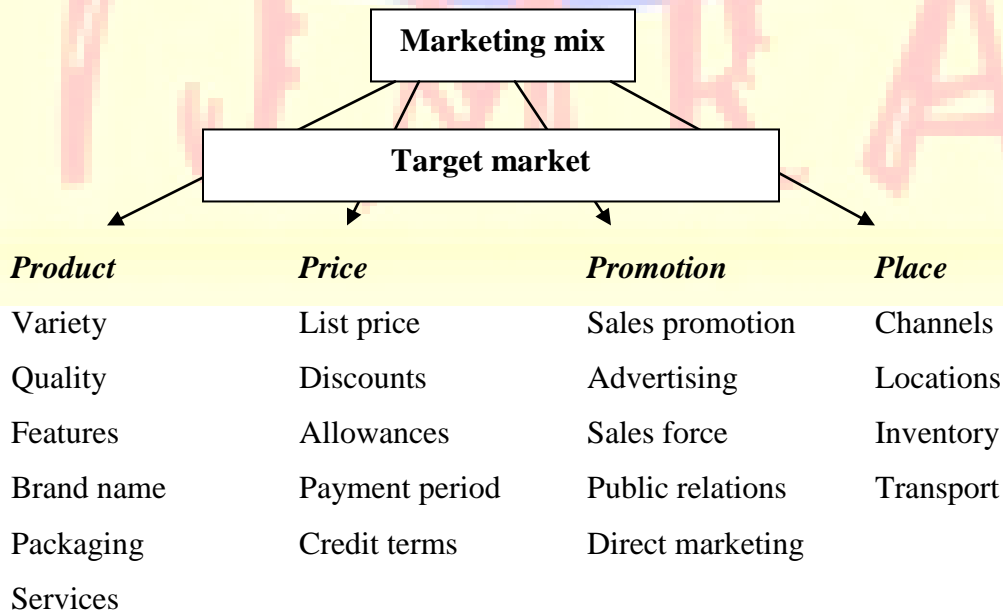 Marketing mix
Target market
Product Price Promotion Place
Variety List price Sales promotion Channels
Quality Discounts Advertising Locations
Features Allowances Sales force Inventory
Brand name Payment period Public relations Transport
Packaging Credit terms Direct marketing
Services